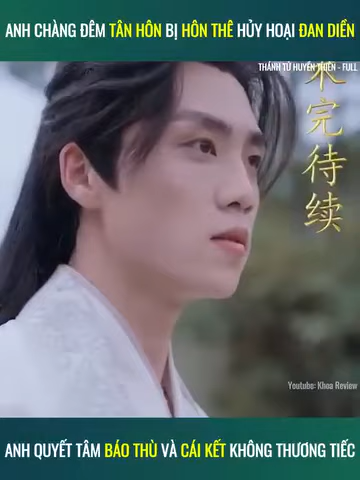 ANH CHÀNG ĐÊM TÂN HÔN BỊ HÔN THÊ HỦY HOẠI ĐAN DIỀN
THÁNH TỬ HUYỀN THIÊN - FULL
未完待续
Youtube: Khoa Review
ANH QUYẾT TÂM BÁO THÙ VÀ CÁI KẾT KHÔNG THƯƠNG TIẾC